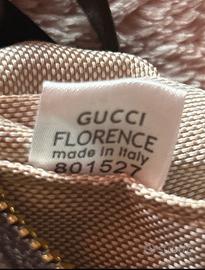 GUCCI
FLORENCE
made in Italy
801527